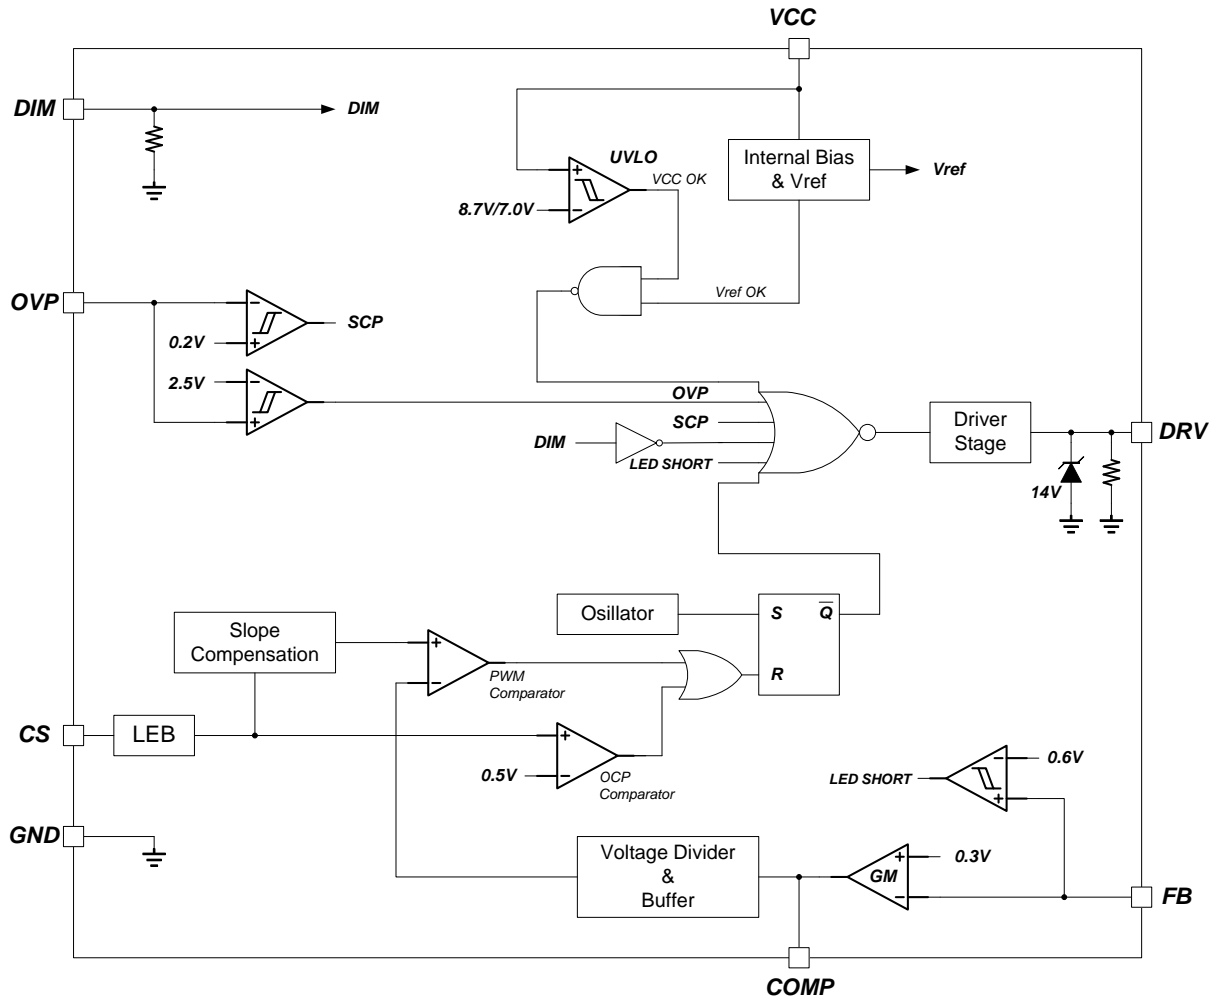 VCC
DIM
DIM
UVLO
VCC OK
Internal Bias
& Vref
Vref
8.7V/7.0V
OVP
Vref OK
SCP
0.2V
2.5V
OVP
SCP
DIM
LED SHORT
Driver
Stage
DRV
14V
Osillator
S
Q
R
Slope
Compensation
PWM
Comparator
CS
LEB
0.5V
OCP
Comparator
LED SHORT
0.6V
GND
Voltage Divider
&
Buffer
GM
0.3V
FB
COMP
+
−
−
+
−
+
+
−
+
−
−
+
+
−